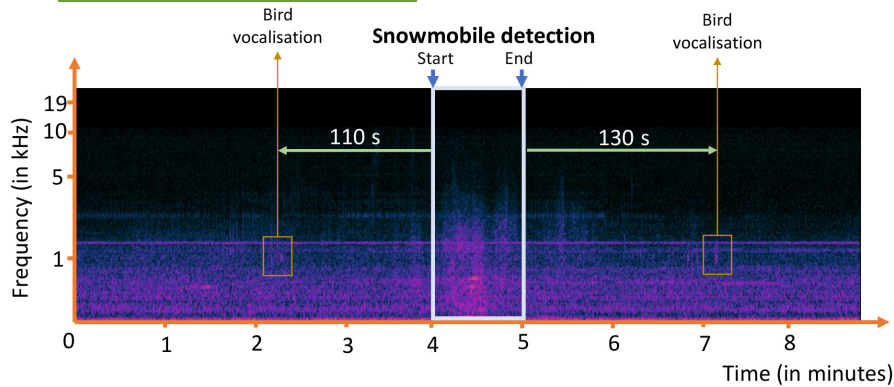 Bird
vocalisation
Snowmobile detection
Start
End
Bird
vocalisation
110 s
130 s
Frequency (in kHz)
19
10
5
1
0
1
2
3
4
5
6
7
8
Time (in minutes)